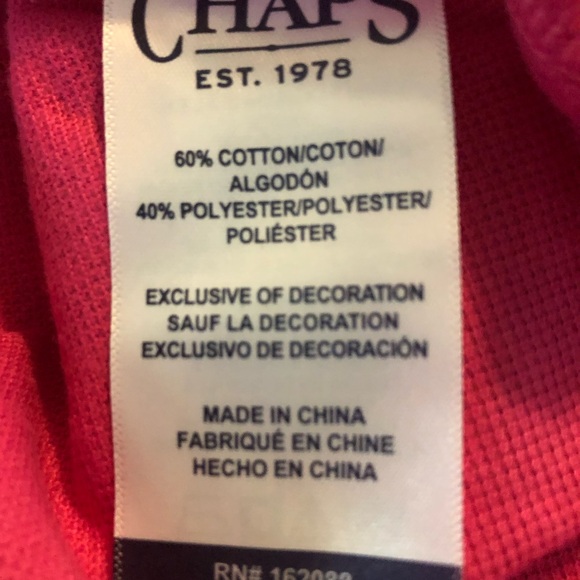 CHAPS
EST. 1978
60% COTTON/COTON/
ALGODÓN
40% POLYESTER/POLYESTER/
POLIÉSTER
EXCLUSIVE OF DECORATION
SAUF LA DECORATION
EXCLUSIVO DE DECORACIÓN
MADE IN CHINA
FABRIQUÉ EN CHINE
HECHO EN CHINA
RN#